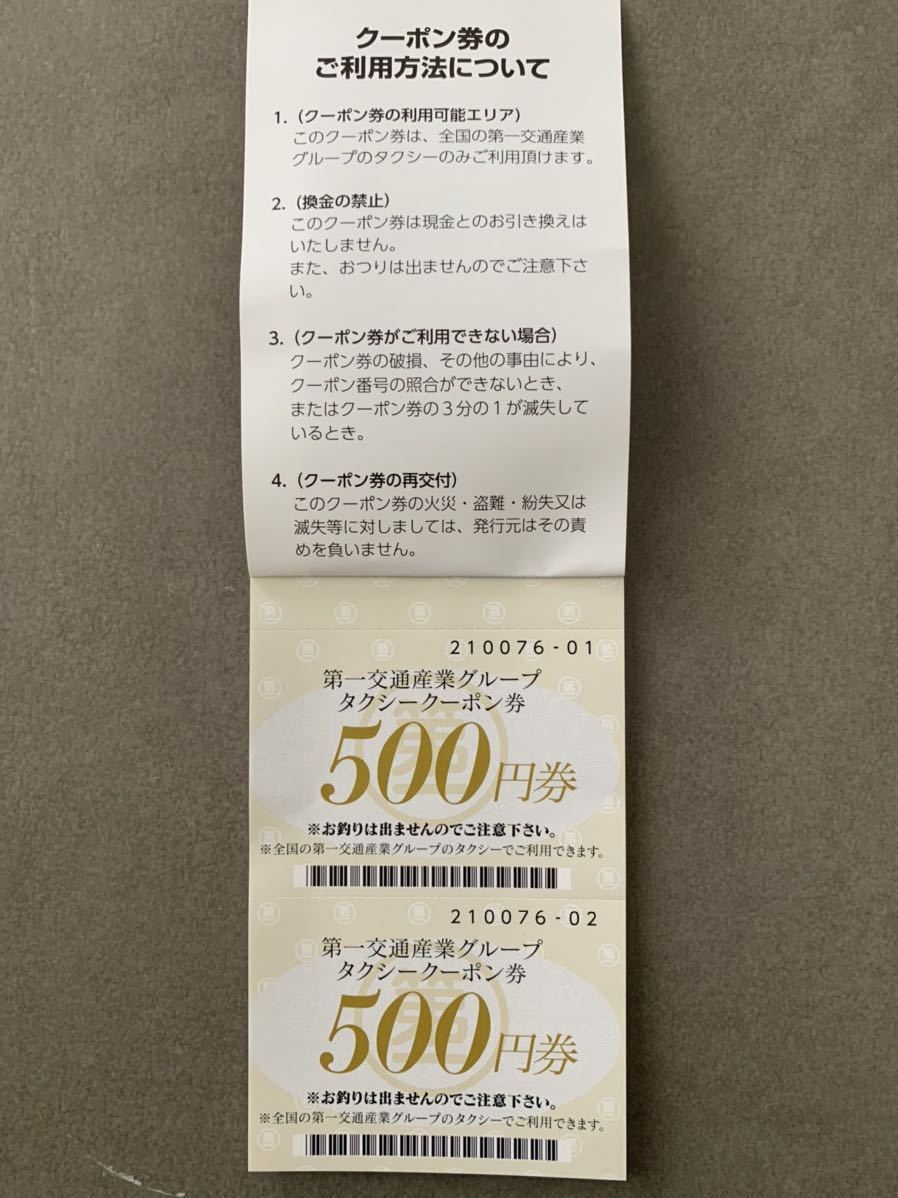 クーポン券の
ご利用方法について
1.（クーポン券の利用可能エリア）
このクーポン券は、全国の第一交通産業
グループのタクシーのみご利用頂けます。
2.（換金の禁止）
このクーポン券は現金とのお引き換えは
いたしません。
また、おつりは出ませんのでご注意下さ
い。
3.（クーポン券がご利用できない場合）
クーポン券の破損、その他の事由により、
クーポン番号の照合ができないとき、
またはクーポン券の３分の１が滅失して
いるとき。
4.（クーポン券の再交付）
このクーポン券の火災・盗難・紛失又は
滅失等に対しましては、発行元はその責
めを負いません。
210076-01
第一交通産業グループ
タクシークーポン券
500円券
※お釣りは出ませんのでご注意下さい。
※全国の第一交通産業グループのタクシーでご利用できます。
210076-02
第一交通産業グループ
タクシークーポン券
500円券
※お釣りは出ませんのでご注意下さい。
※全国の第一交通産業グループのタクシーでご利用できます。